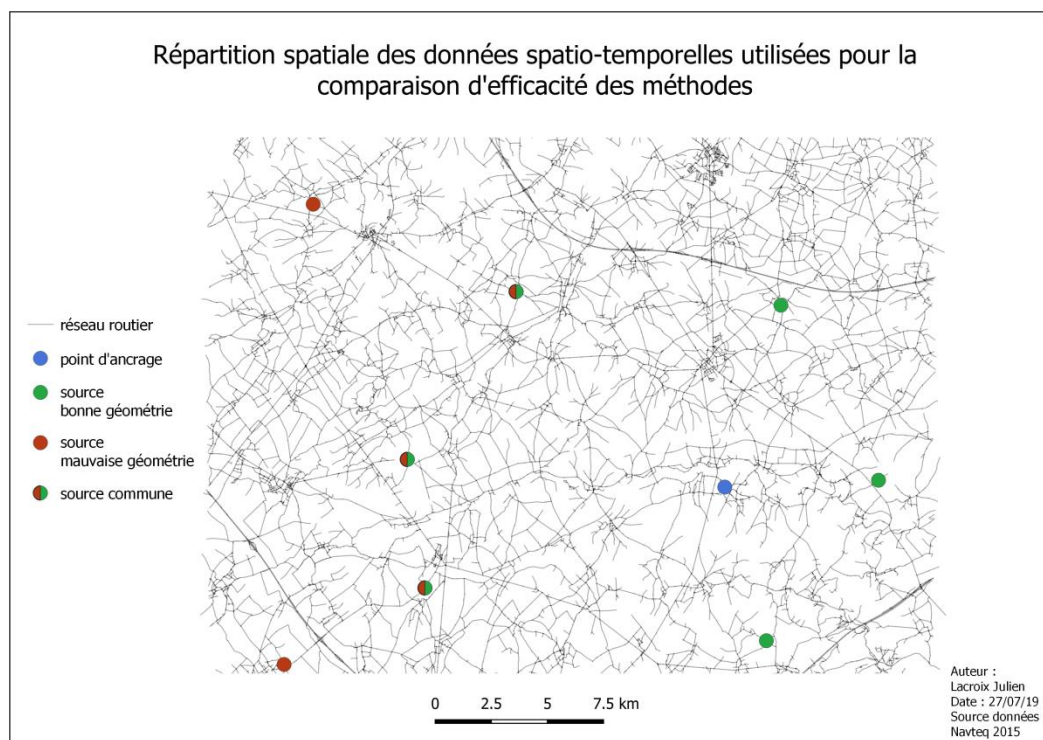 Répartition spatiale des données spatio-temporelles utilisées pour la
comparaison d'efficacité des méthodes
réseau routier
point d'ancrage
source
bonne géométrie
source
mauvaise géométrie
source commune
0 2.5 5 7.5 km
Auteur :
Lacroix Julien
Date : 27/07/19
Source données
Navteq 2015